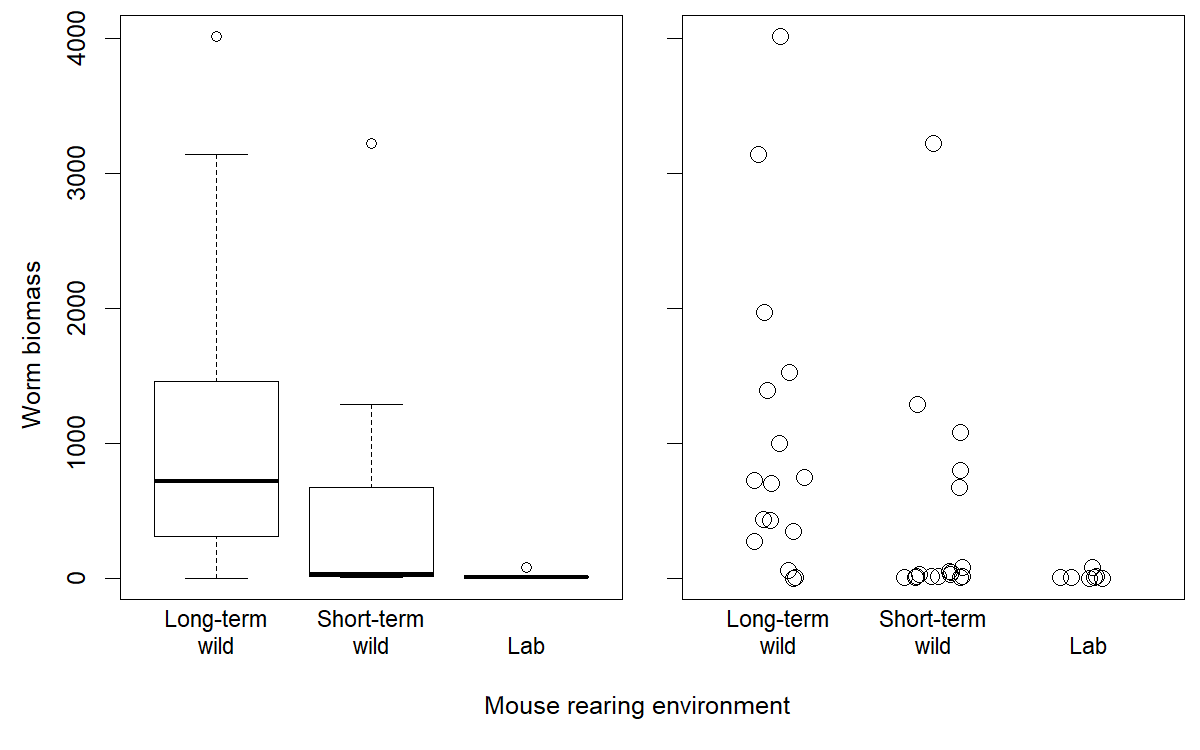 Worm biomass
4000
3000
2000
1000
0
Long-term
wild
Short-term
wild
Lab
Long-term
wild
Short-term
wild
Lab
Mouse rearing environment